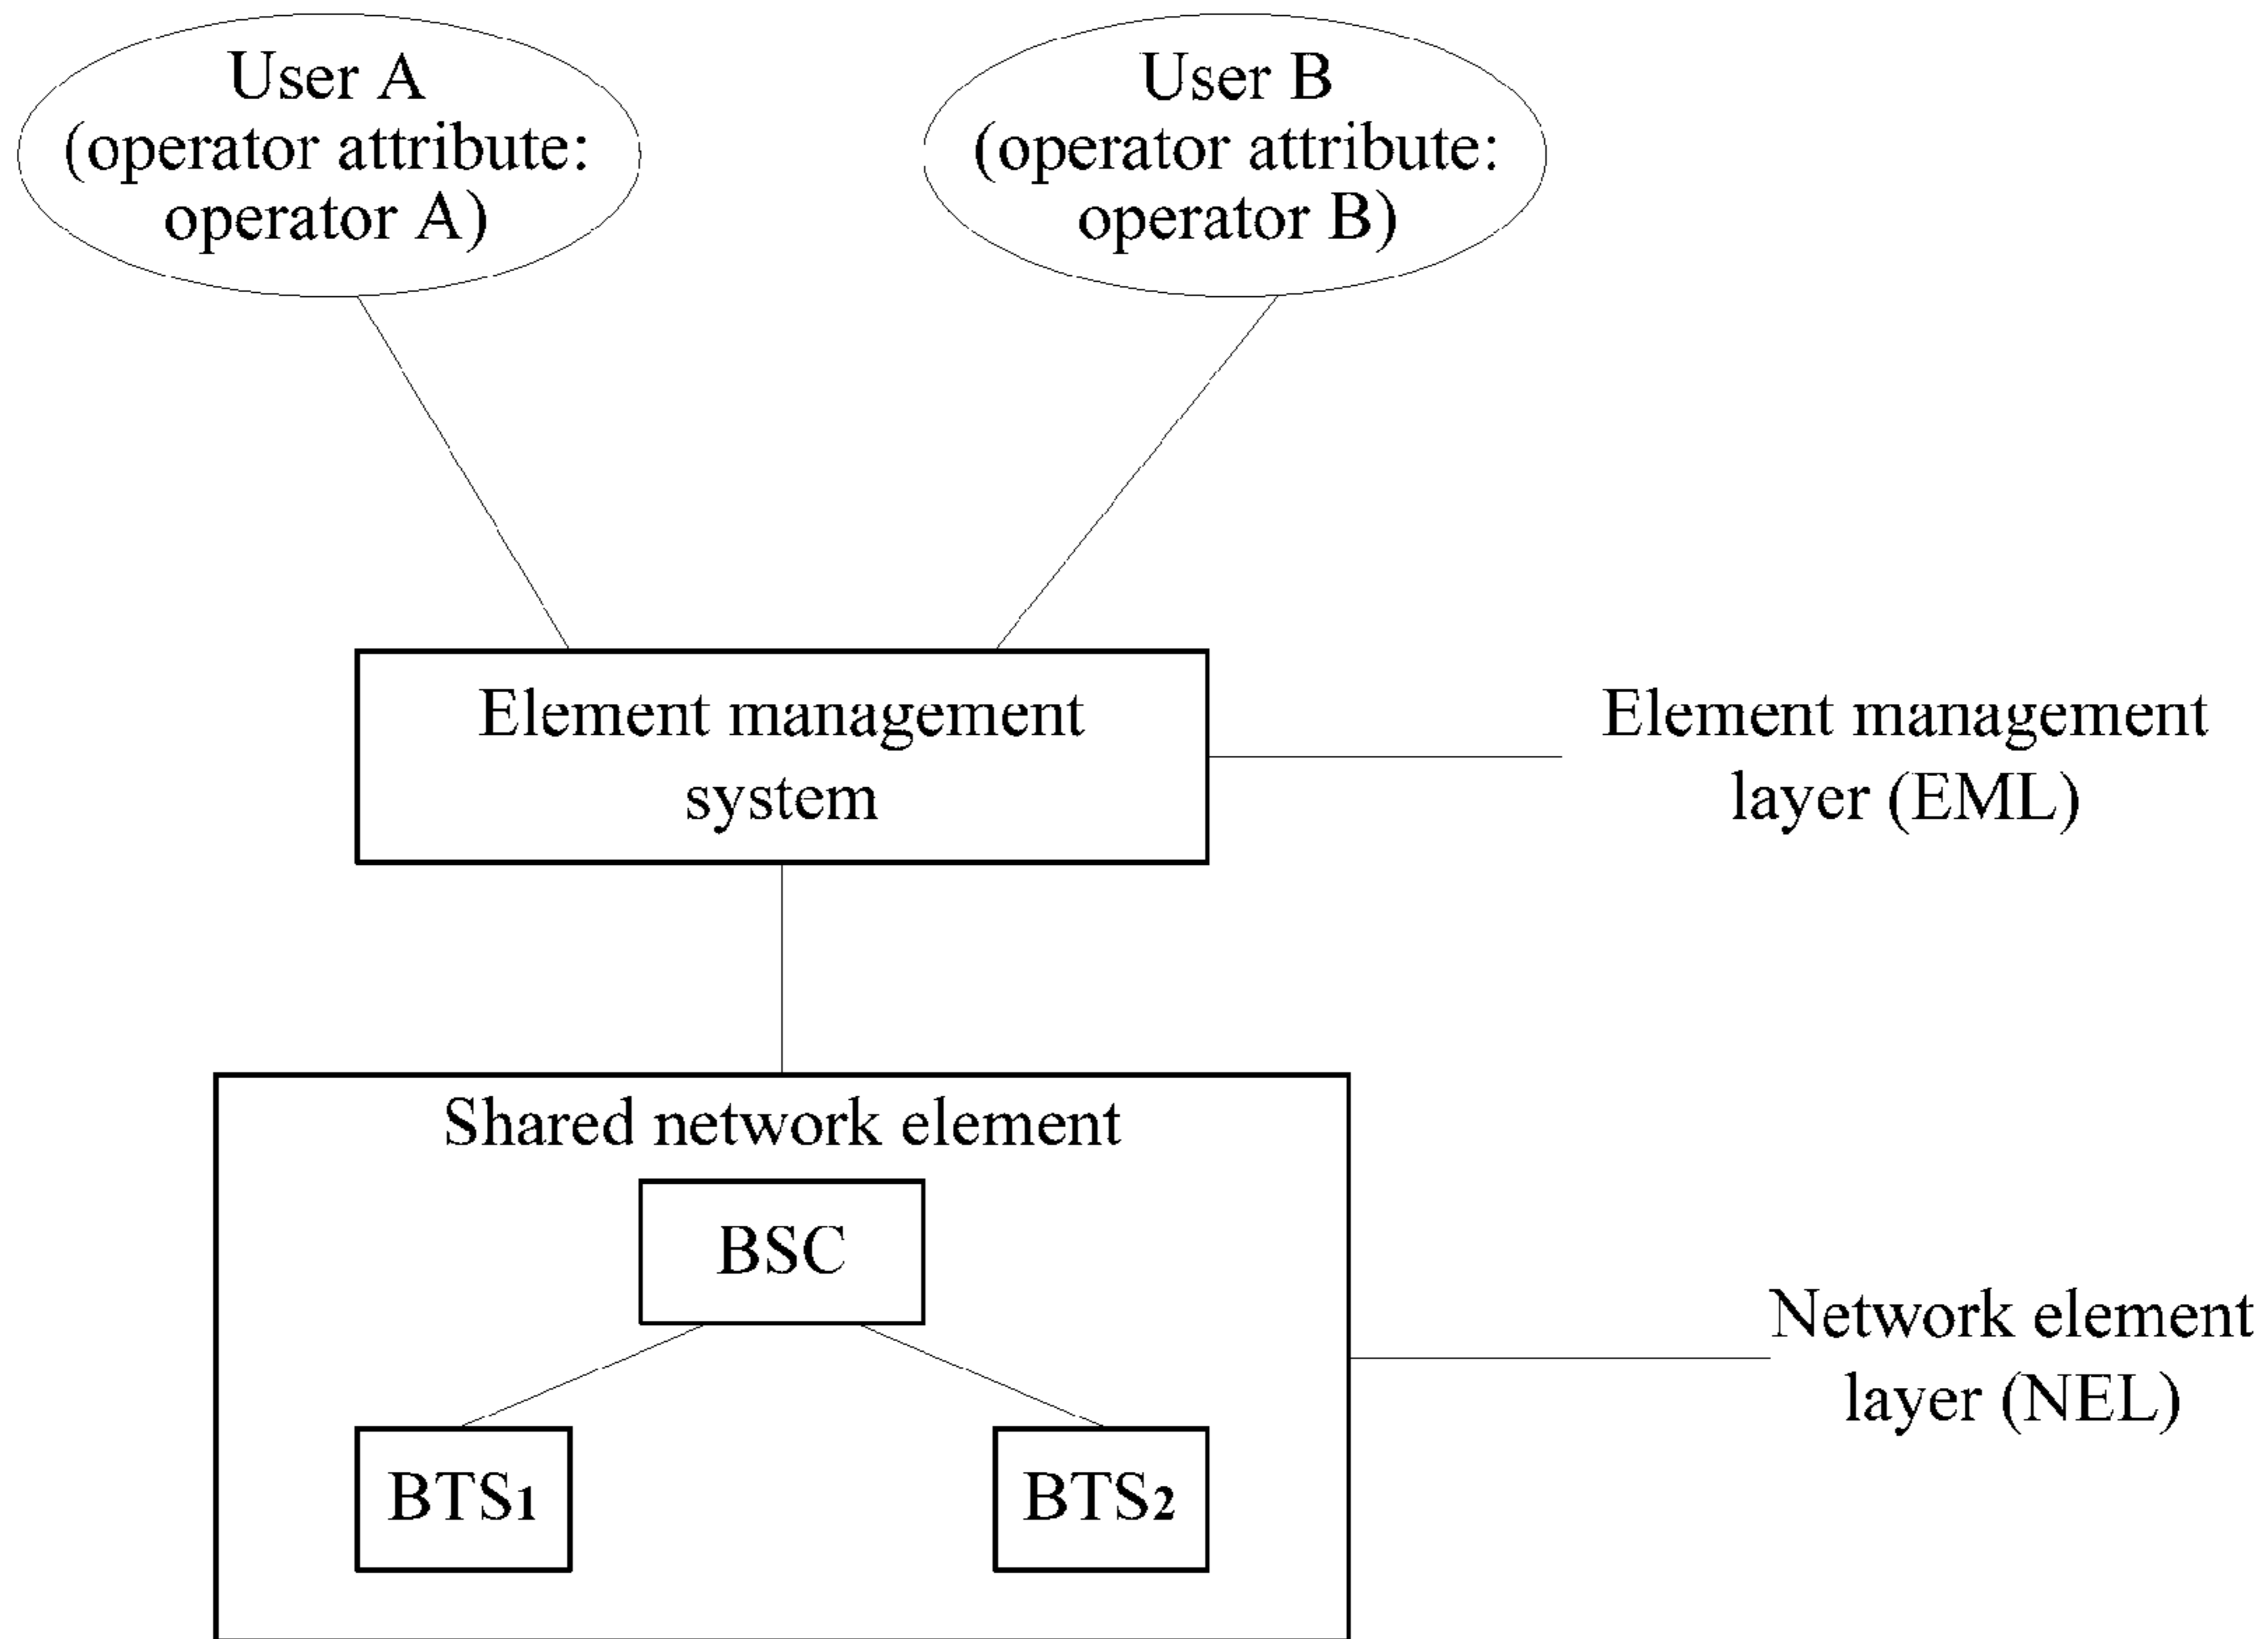 User A
(operator attribute:
operator A)
User B
(operator attribute:
operator B)
Element management
system
Element management
layer (EML)
Shared network element
BSC
Network element
layer (NEL)
BTS1
BTS2